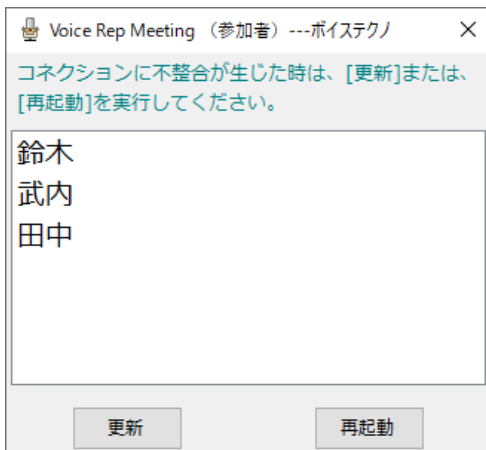 Voice Rep Meeting （参加者）---ボイステクノ
コネクションに不整合が生じた時は、[更新]または、
[再起動]を実行してください。
鈴木
武内
田中
更新 再起動